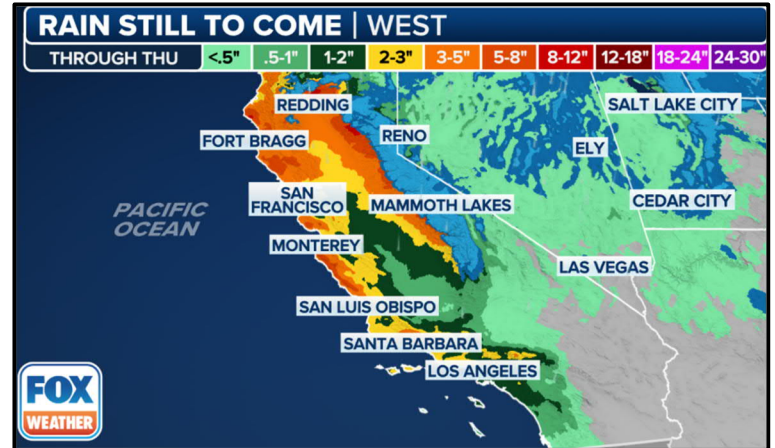 RAIN STILL TO COME | WEST
THROUGH THU <.5" .5-1" 1-2" 2-3" 3-5" 5-8" 8-12" 12-18" 18-24" 24-30"
REDDING
SALT LAKE CITY
RENO
FORT BRAGG
ELY
SAN
FRANCISCO
MAMMOTH LAKES
CEDAR CITY
PACIFIC
OCEAN
MONTEREY
LAS VEGAS
SAN LUIS OBISPO
SANTA BARBARA
LOS ANGELES
FOX
WEATHER